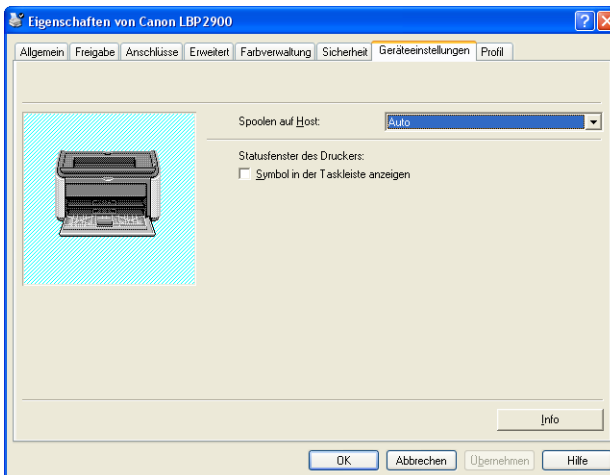 Eigenschaften von Canon LBP2900
Allgemein Freigabe Anschlüsse Erweitert Farbverwaltung Sicherheit Geräteeinstellungen Profil
Spoolen auf Host: Auto
Statusfenster des Druckers:
Symbol in der Taskleiste anzeigen
Info
OK Abbrechen Übernehmen Hilfe